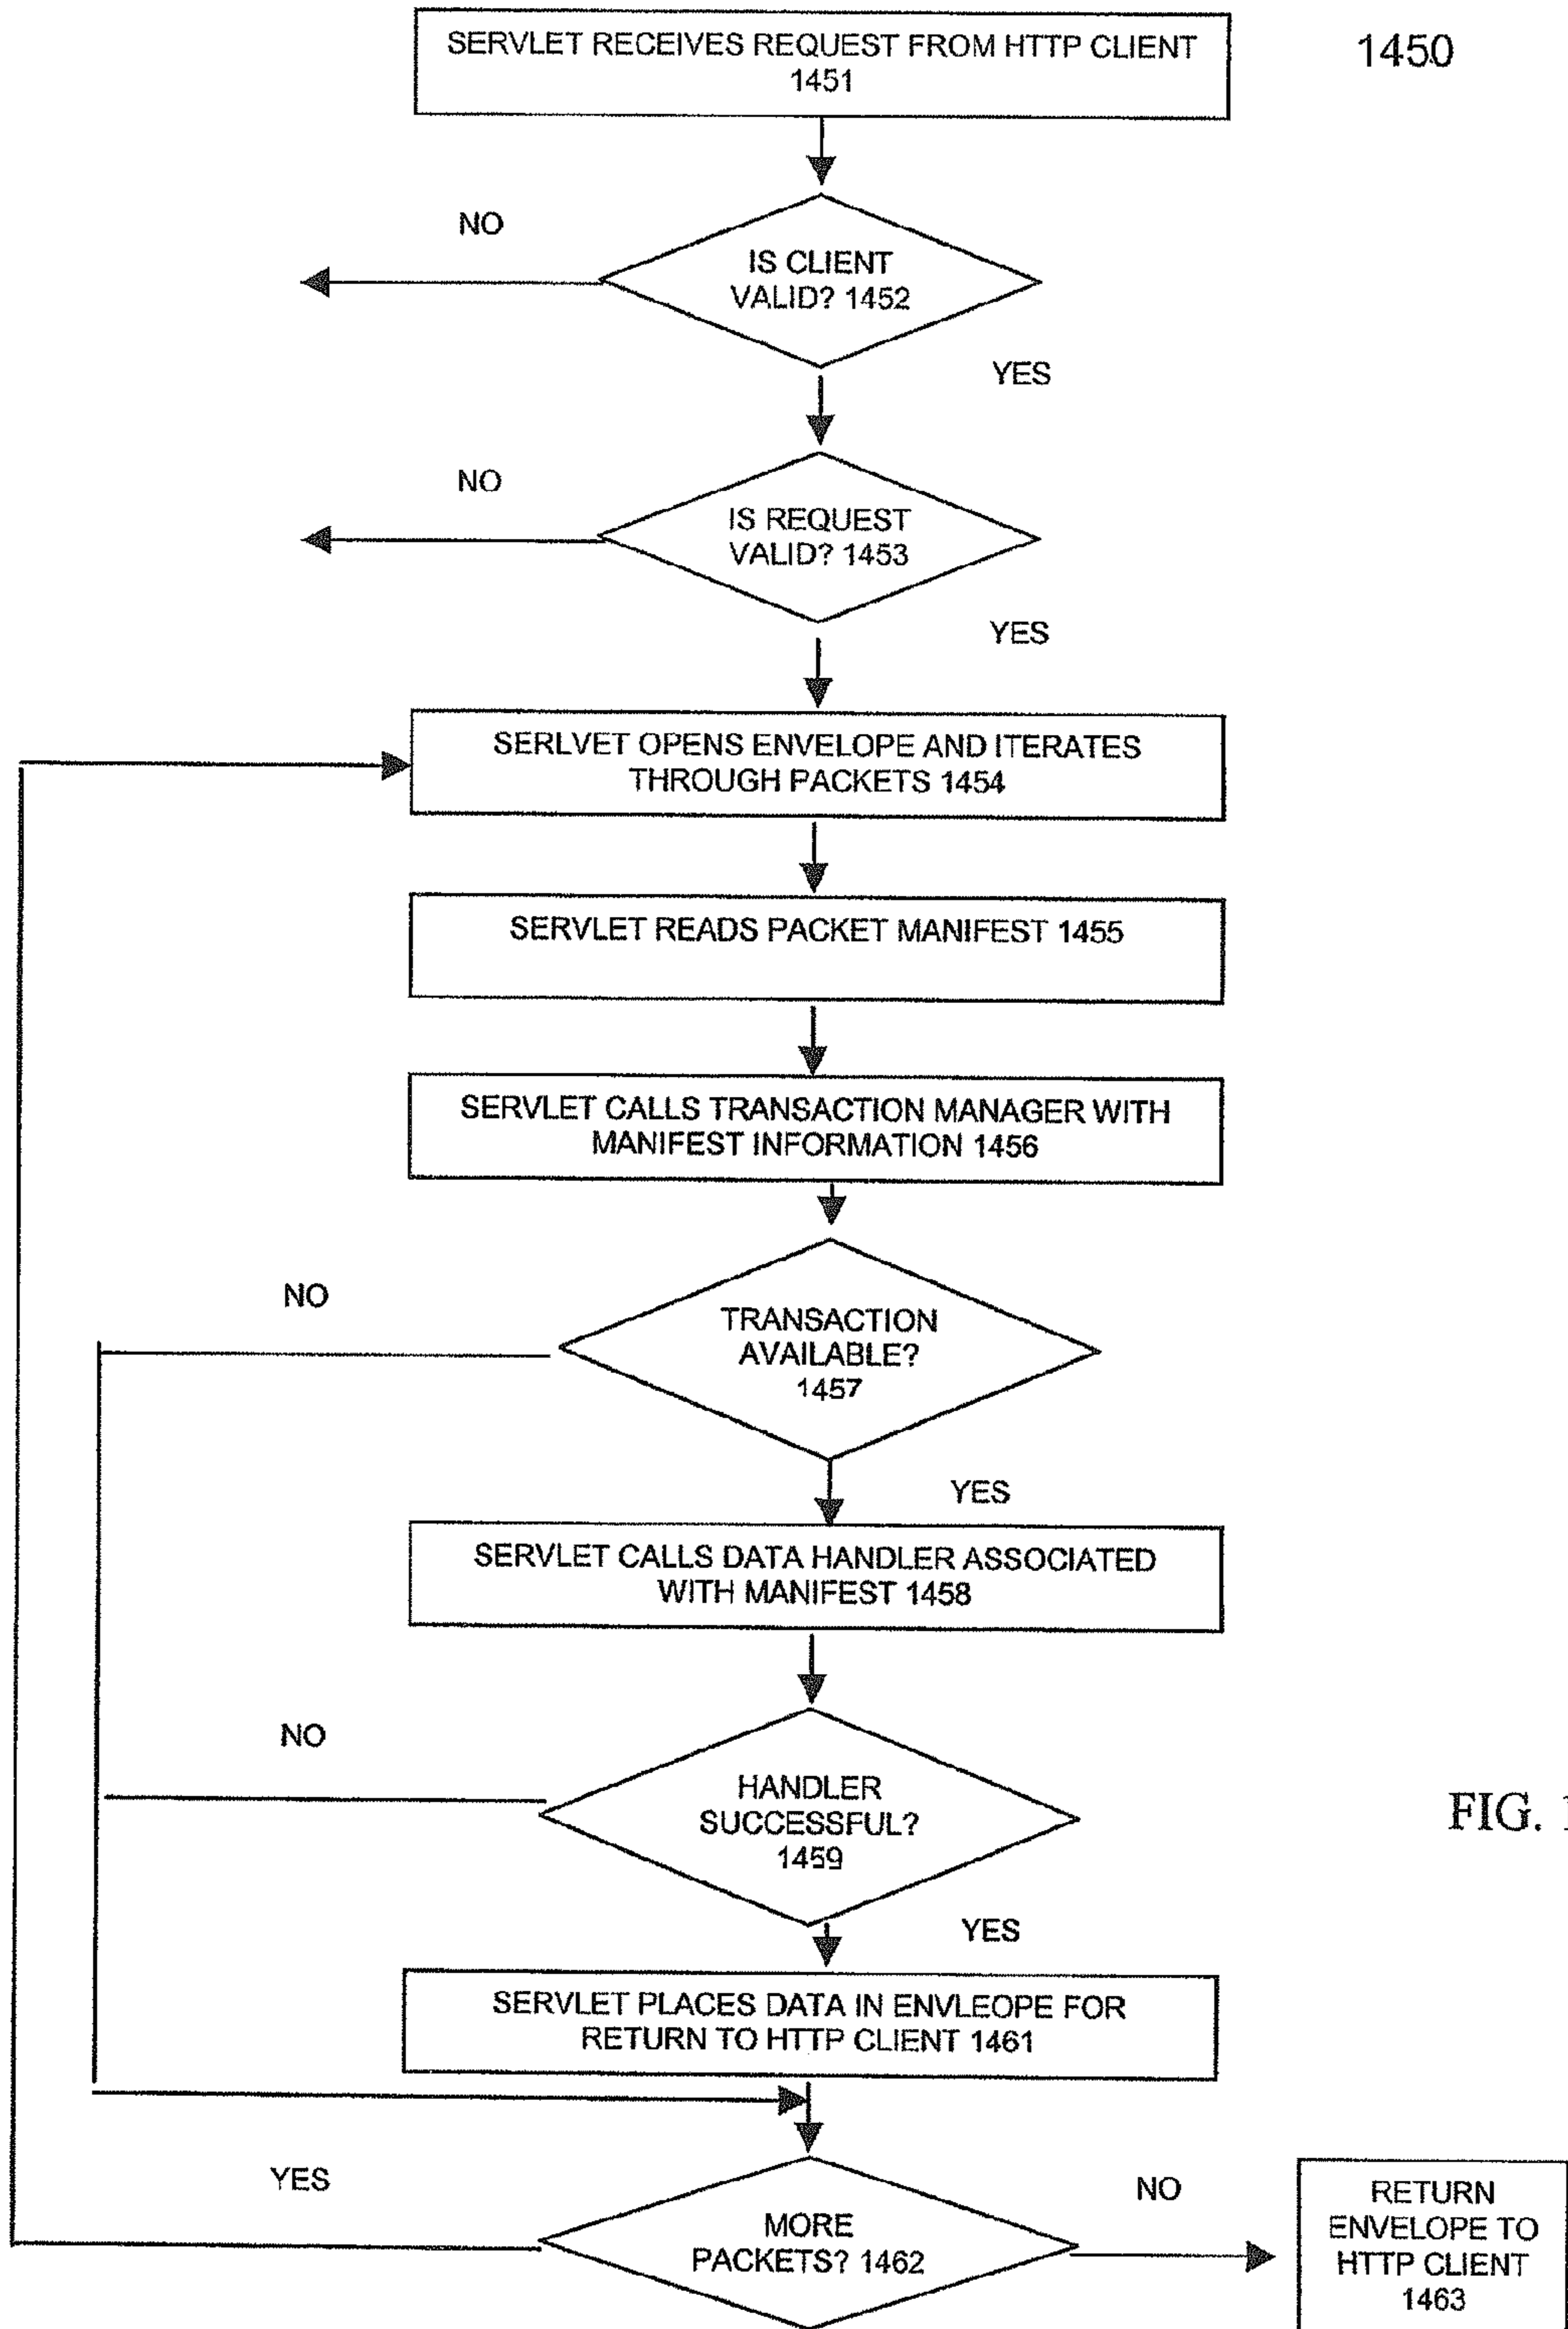 SERVLET RECEIVES REQUEST FROM HTTP CLIENT
1451
1450
NO
IS CLIENT
VALID? 1452
YES
NO
IS REQUEST
VALID? 1453
YES
SERLVET OPENS ENVELOPE AND ITERATES
THROUGH PACKETS 1454
SERVLET READS PACKET MANIFEST 1455
SERVLET CALLS TRANSACTION MANAGER WITH
MANIFEST INFORMATION 1456
NO
TRANSACTION
AVAILABLE?
1457
YES
SERVLET CALLS DATA HANDLER ASSOCIATED
WITH MANIFEST 1458
NO
HANDLER
SUCCESSFUL?
1459
FIG.
YES
SERVLET PLACES DATA IN ENVLEOPE FOR
RETURN TO HTTP CLIENT 1461
YES
MORE
PACKETS? 1462
NO
RETURN
ENVELOPE TO
HTTP CLIENT
1463